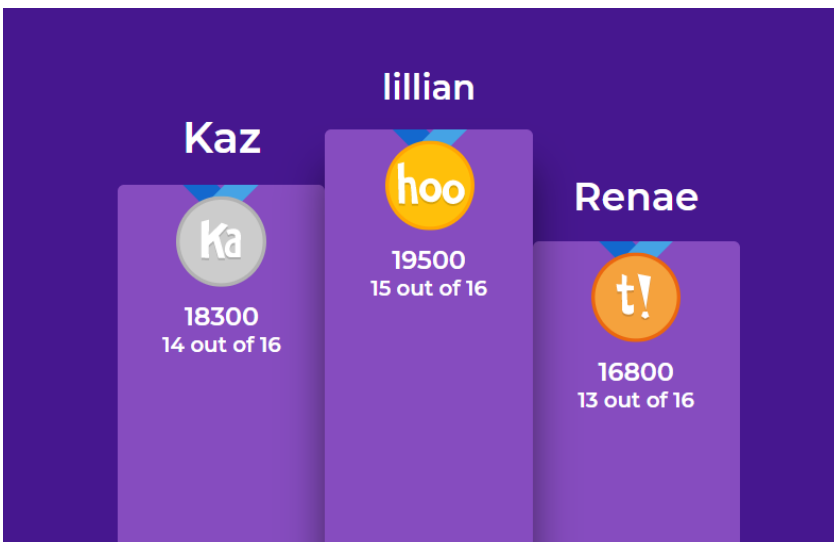 Kaz
Ka
18300
14 out of 16
lillian
hoo
19500
15 out of 16
Renae
t!
16800
13 out of 16